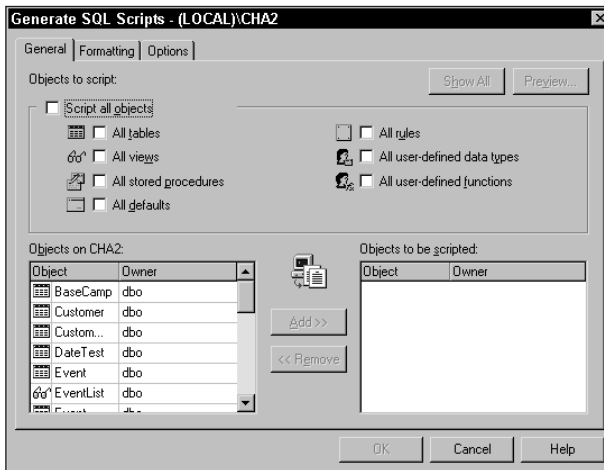 Generate SQL Scripts - (LOCAL)\CHA2
General Formatting Options
Objects to script:
Show All Preview...
Script all objects
All tables All rules
All views All user-defined data types
All stored procedures All user-defined functions
All defaults
Objects on CHA2: Objects to be scripted:
Object Owner Object Owner
BaseCamp dbo
Customer dbo
Custom... dbo
Add >>
DateTest dbo
<< Remove
Event dbo
EventList dbo
dbo
OK Cancel Help